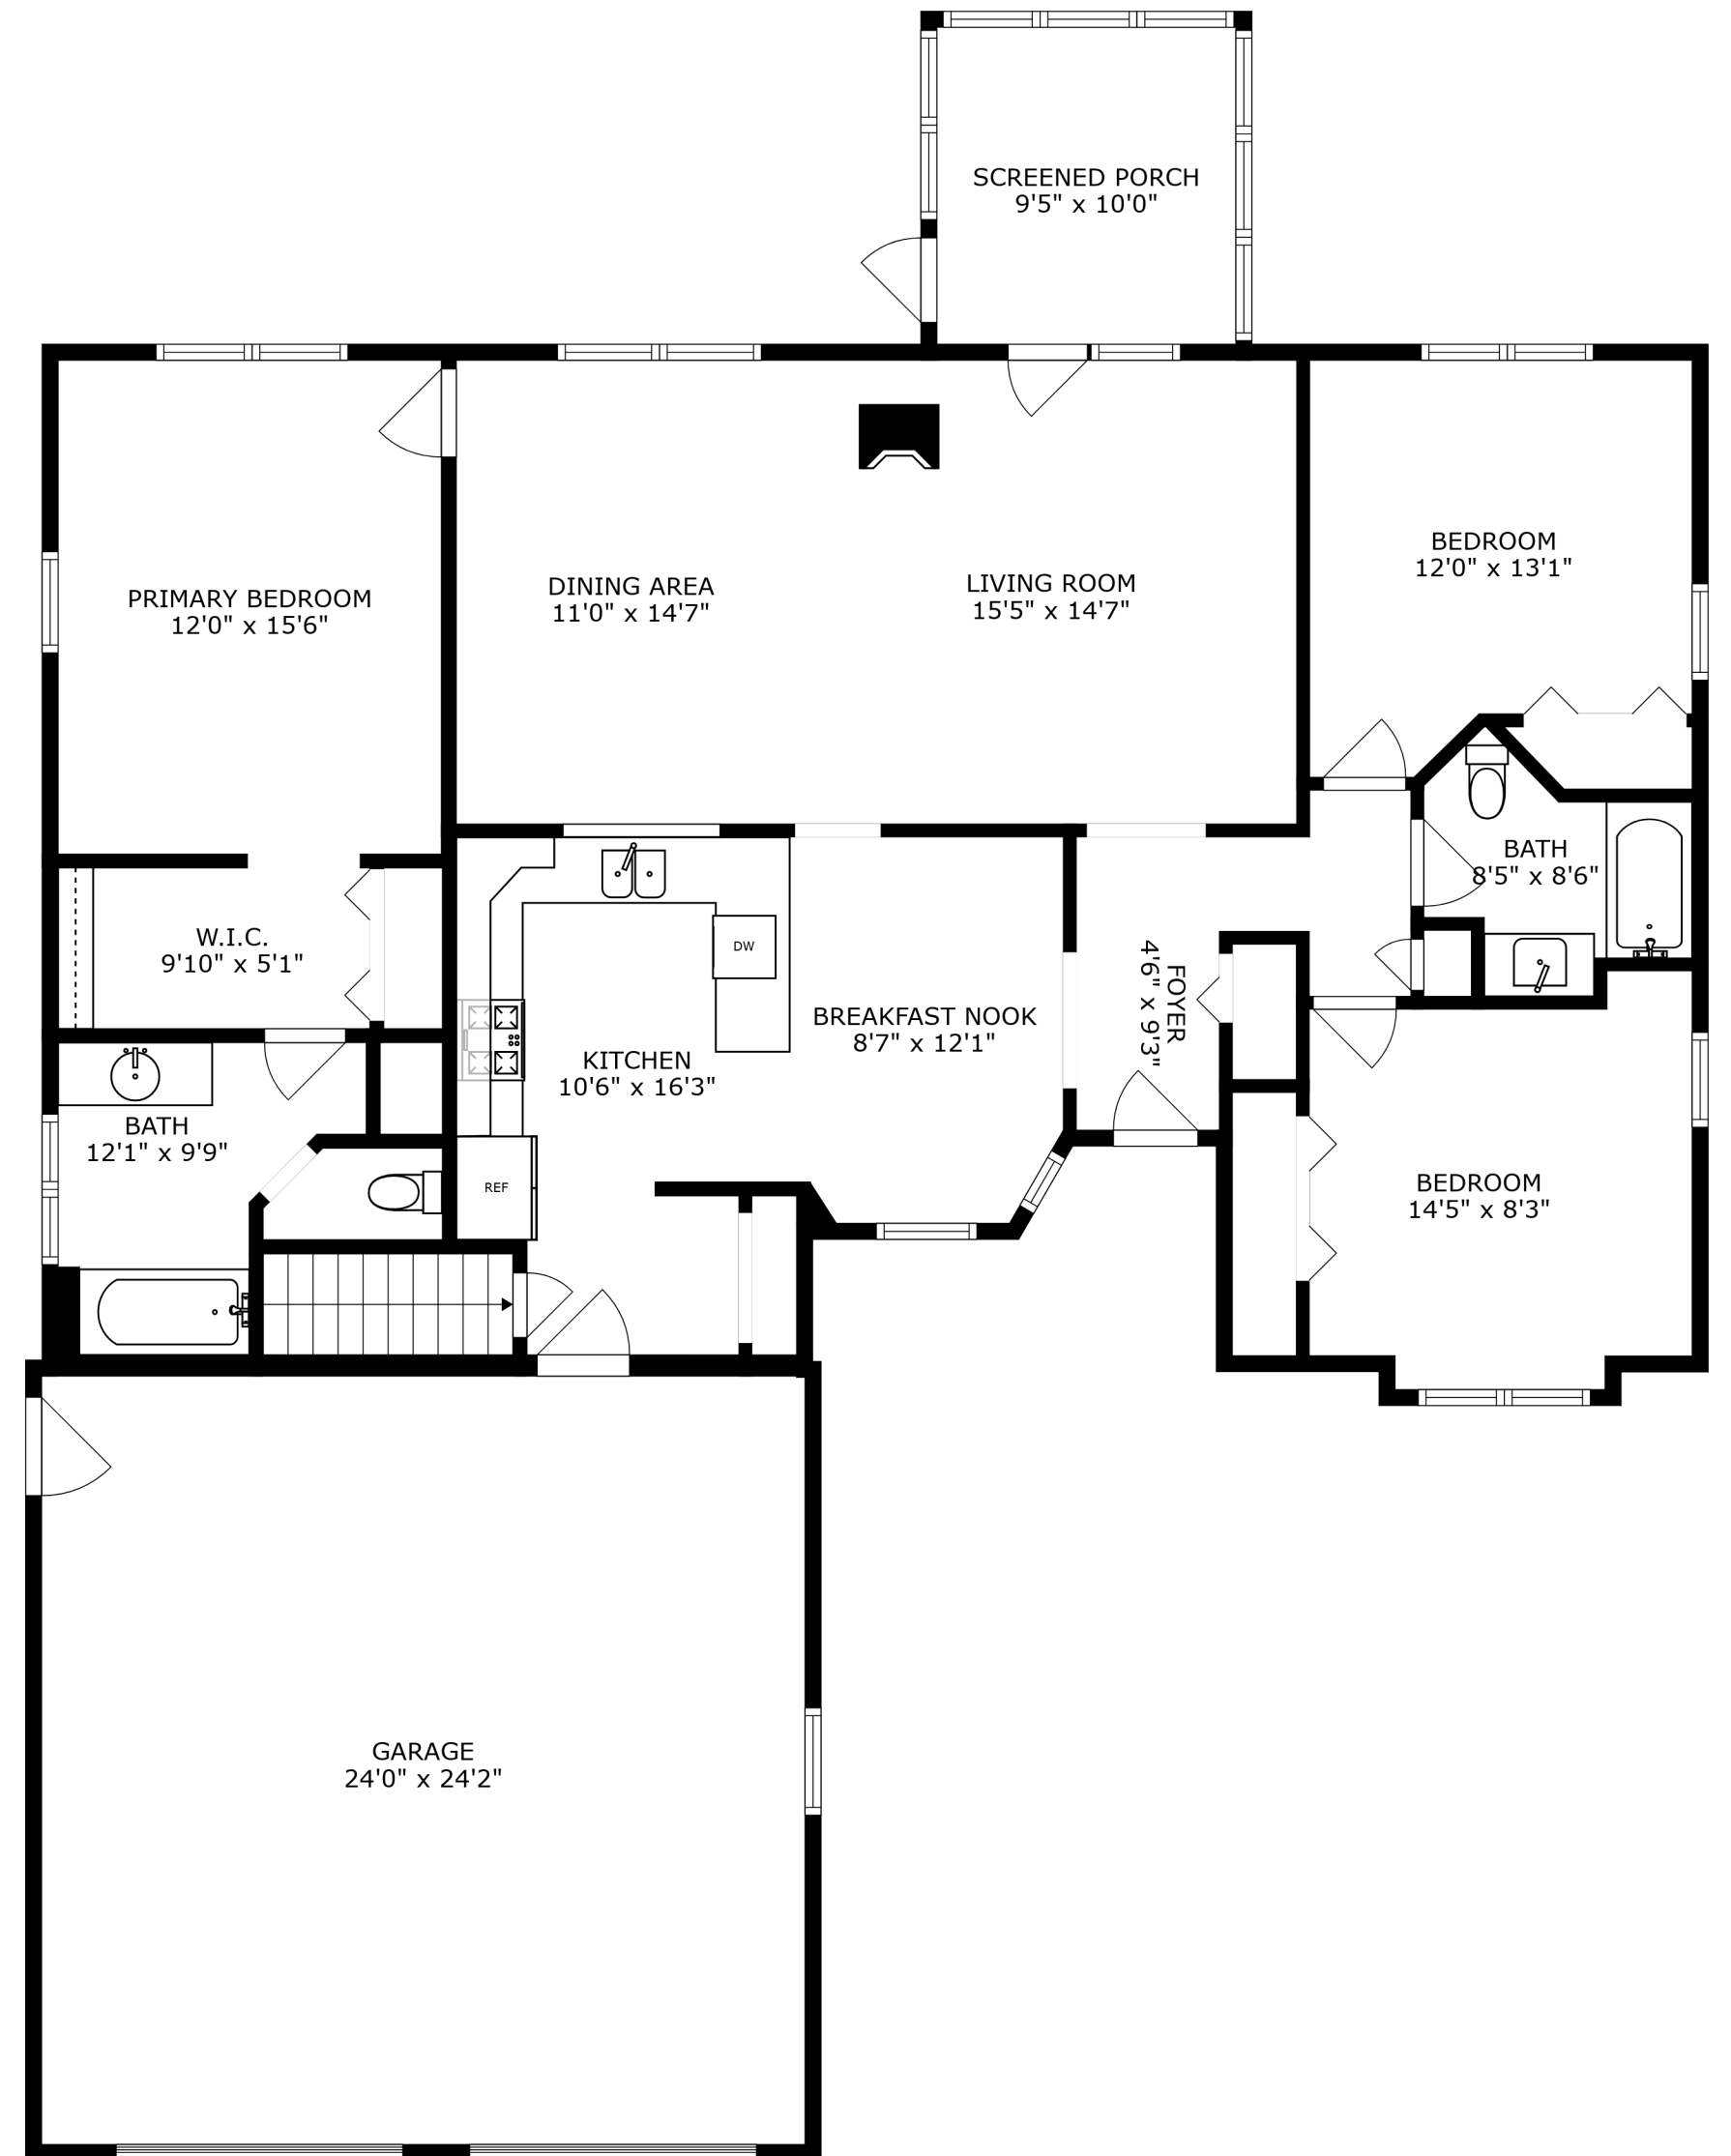 SCREENED PORCH
9'5" x 10'0"
BEDROOM
12'0" x 13'1"
PRIMARY BEDROOM
12'0" x 15'6"
DINING AREA
11'0" x 14'7"
LIVING ROOM
15'5" x 14'7"
BATH
8'5" x 8'6"
W.I.C.
9'10" x 5'1"
DW
FOYER
4'6" x 9'3"
BREAKFAST NOOK
8'7" x 12'1"
KITCHEN
10'6" x 16'3"
BATH
12'1" x 9'9"
REF
BEDROOM
14'5" x 8'3"
GARAGE
24'0" x 24'2"